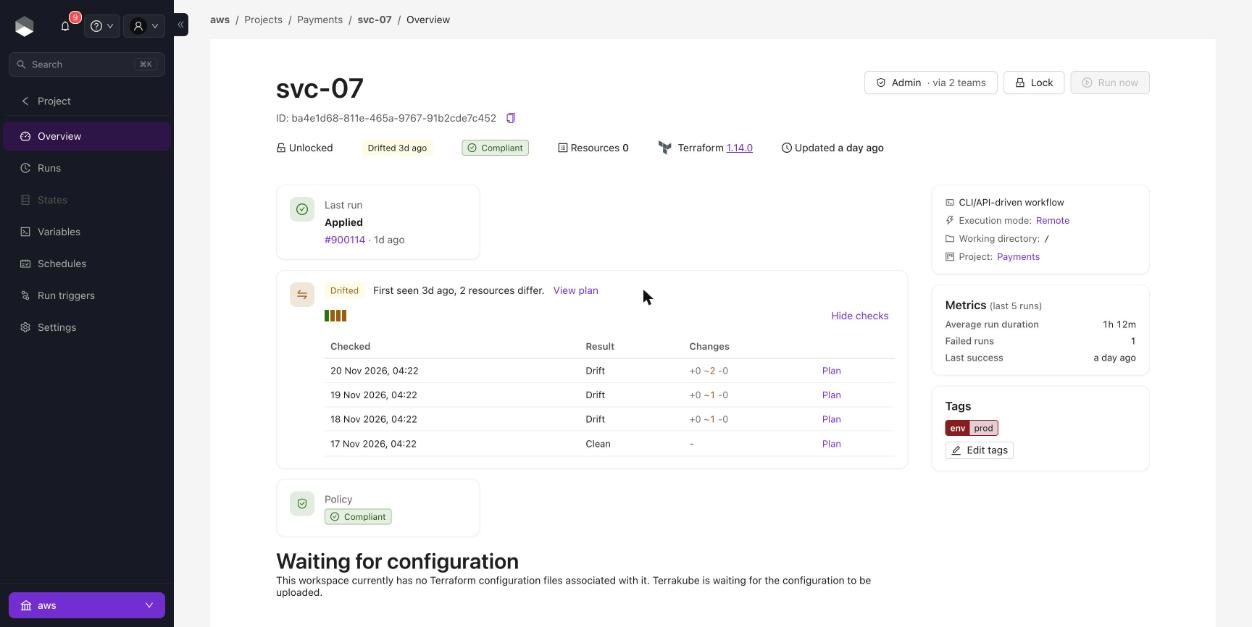 9
aws / Projects / Payments / svc-07 / Overview
Search ⌘K
Project
Overview
Runs
States
Variables
Schedules
Run triggers
Settings
aws
svc-07
Admin · via 2 teams
Lock
Run now
ID: ba4e1d68-811e-465a-9767-91b2cde7c452
Unlocked Drifted 3d ago Compliant Resources 0 Terraform 1.14.0 Updated a day ago
Last run
Applied
#900114 · 1d ago
Drifted First seen 3d ago, 2 resources differ. View plan
Hide checks
Checked Result Changes
20 Nov 2026, 04:22 Drift +0 ~2 -0 Plan
19 Nov 2026, 04:22 Drift +0 ~1 -0 Plan
18 Nov 2026, 04:22 Drift +0 ~1 -0 Plan
17 Nov 2026, 04:22 Clean - Plan
Policy
Compliant
Waiting for configuration
This workspace currently has no Terraform configuration files associated with it. Terrakube is waiting for the configuration to be
uploaded.
CLI/API-driven workflow
Execution mode: Remote
Working directory: /
Project: Payments
Metrics (last 5 runs)
Average run duration 1h 12m
Failed runs 1
Last success a day ago
Tags
env prod
Edit tags